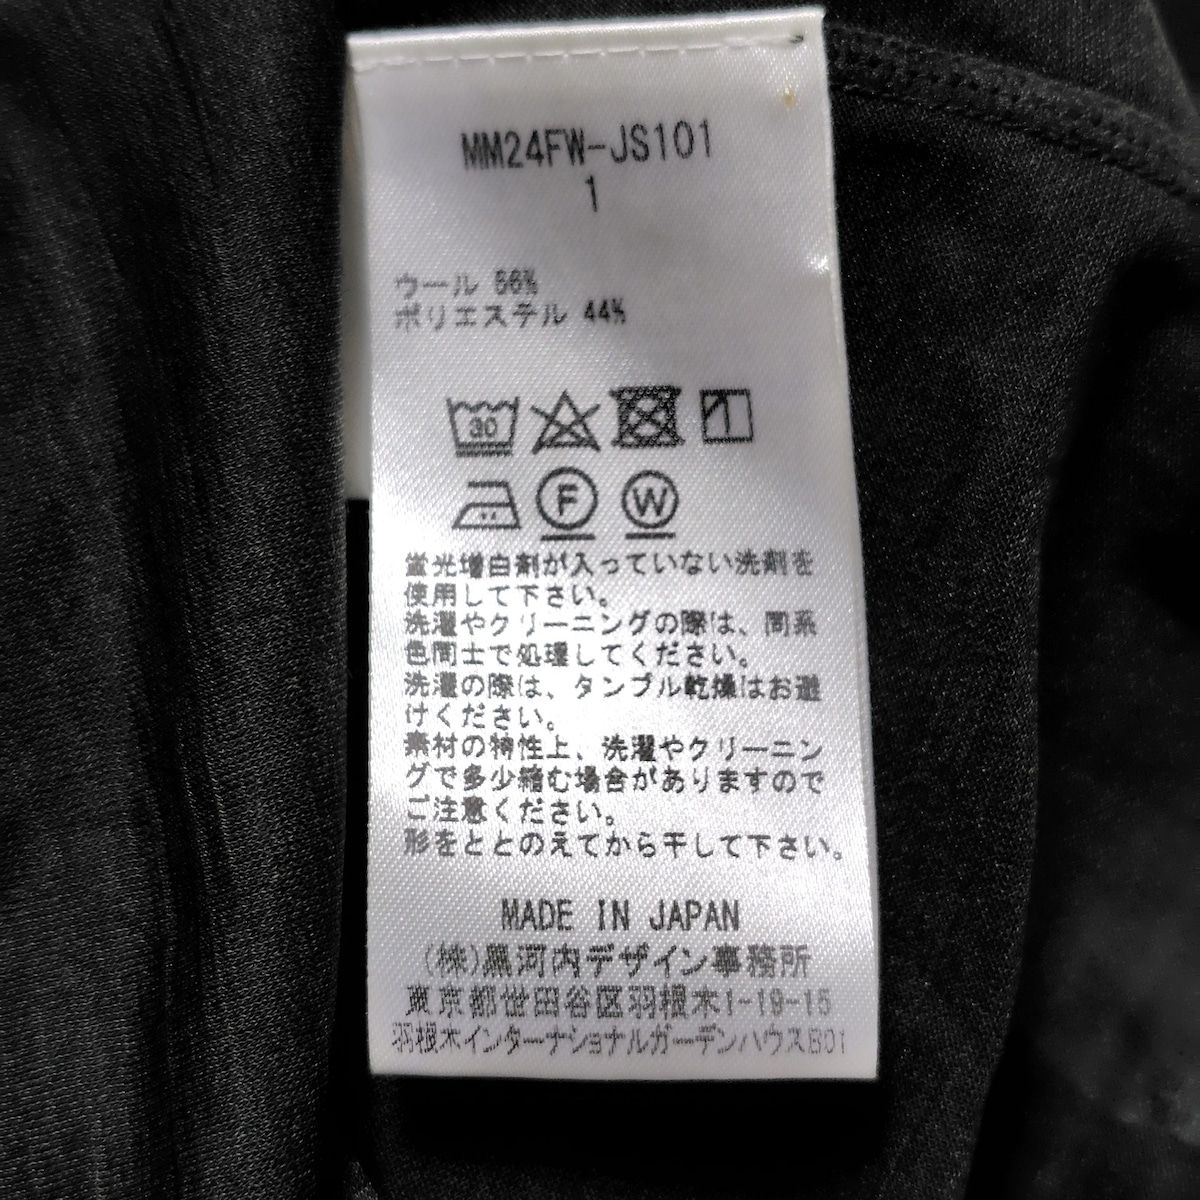 MM24FW-JS101
1
ウール 56%
ポリエステル 44%
30
F W
蛍光増白剤が入っていない洗剤を
使用して下さい。
洗濯やクリーニングの際は、同系
色同士で処理してください。
洗濯の際は、タンブル乾燥はお避
けください。
素材の特性上、洗濯やクリーニン
グで多少縮む場合がありますので
ご注意ください。
形をととのえてから干して下さい。
MADE IN JAPAN
(株)黒河内デザイン事務所
東京都世田谷区羽根木1-19-15
羽根木インターナショナルガーデンハウスB01